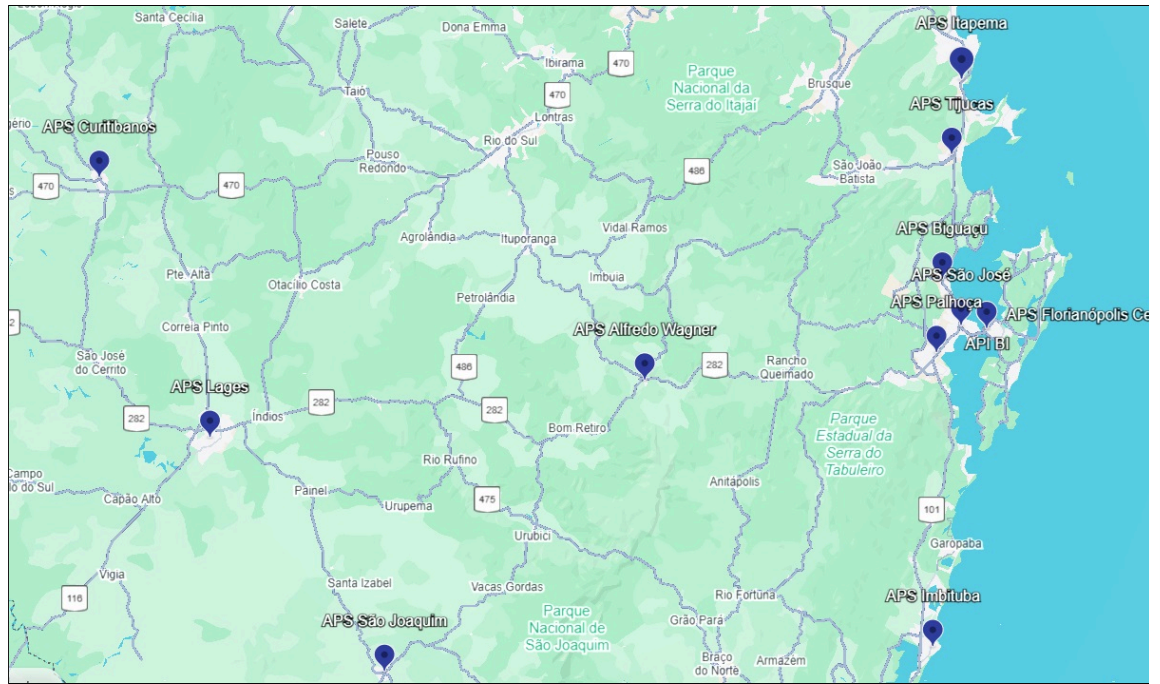 Santa Cecília
Salete
Dona Emma
APS Itapema
Ibirama
470
Parque
Nacional da
Serra do Itajaí
Brusque
Taió
470
APS Tijucas
Lontras
APS Curitibanos
Rio do Sul
Pouso
Redondo
486
São João
Batista
470
470
Vidal Ramos
APS Biguaçu
Agrolândia
Ituporanga
Pte. Alta
Otacílio Costa
Imbuia
APS São José
Petrolândia
APS Palhoça
APS Florianópolis Ce
Correia Pinto
APS Alfredo Wagner
API BI
São José
do Cerrito
486
282
Rancho
Queimado
APS Lages
282
282
Índios
282
Bom Retiro
Parque
Estadual da
Serra do
Tabuleiro
Campo
o do Sul
Capão Alto
Rio Rufino
Painel
Urupema
475
Anitápolis
101
Urubici
Garopaba
Vigia
116
Santa Izabel
Vacas Gordas
Rio Fortuna
APS Imbituba
APS São Joaquim
Parque
Nacional de
São Joaquim
Grão Pará
Braço
do Norte
Armazem